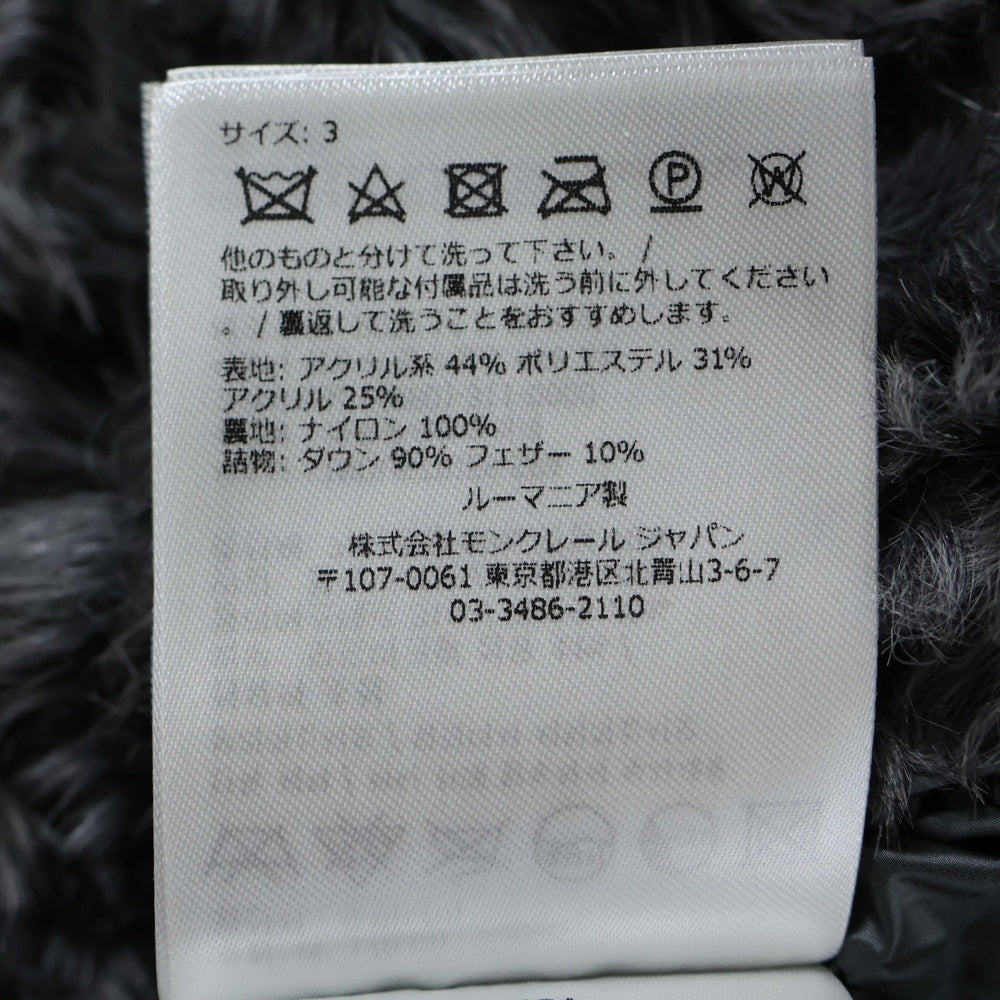 サイズ: 3
P W
他のものと分けて洗って下さい。 /
取り外し可能な付属品は洗う前に外してください
。 / 裏返して洗うことをおすすめします。
表地: アクリル系 44% ポリエステル 31%
アクリル 25%
裏地: ナイロン 100%
詰物: ダウン 90% フェザー 10%
ルーマニア製
株式会社モンクレール ジャパン
〒107-0061 東京都港区北青山3-6-7
03-3486-2110